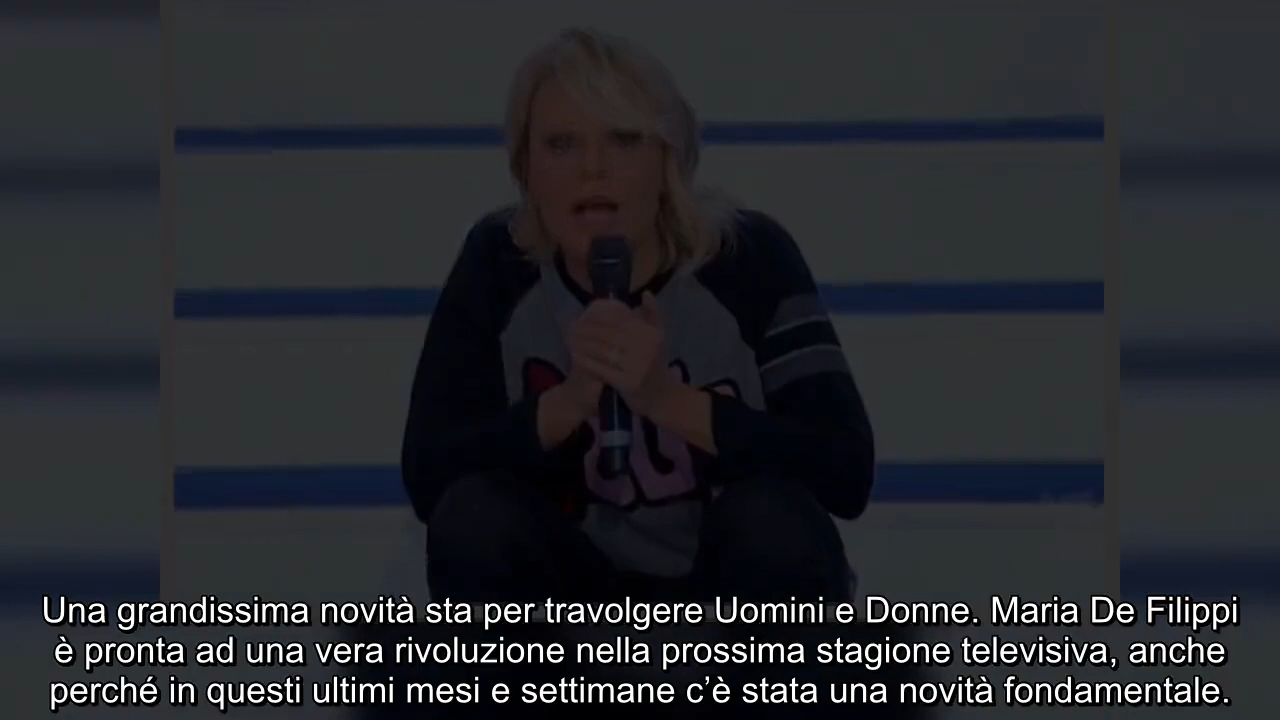 Una grandissima novità sta per travolgere Uomini e Donne. Maria De Filippi
è pronta ad una vera rivoluzione nella prossima stagione televisiva, anche
perché in questi ultimi mesi e settimane c’è stata una novità fondamentale.